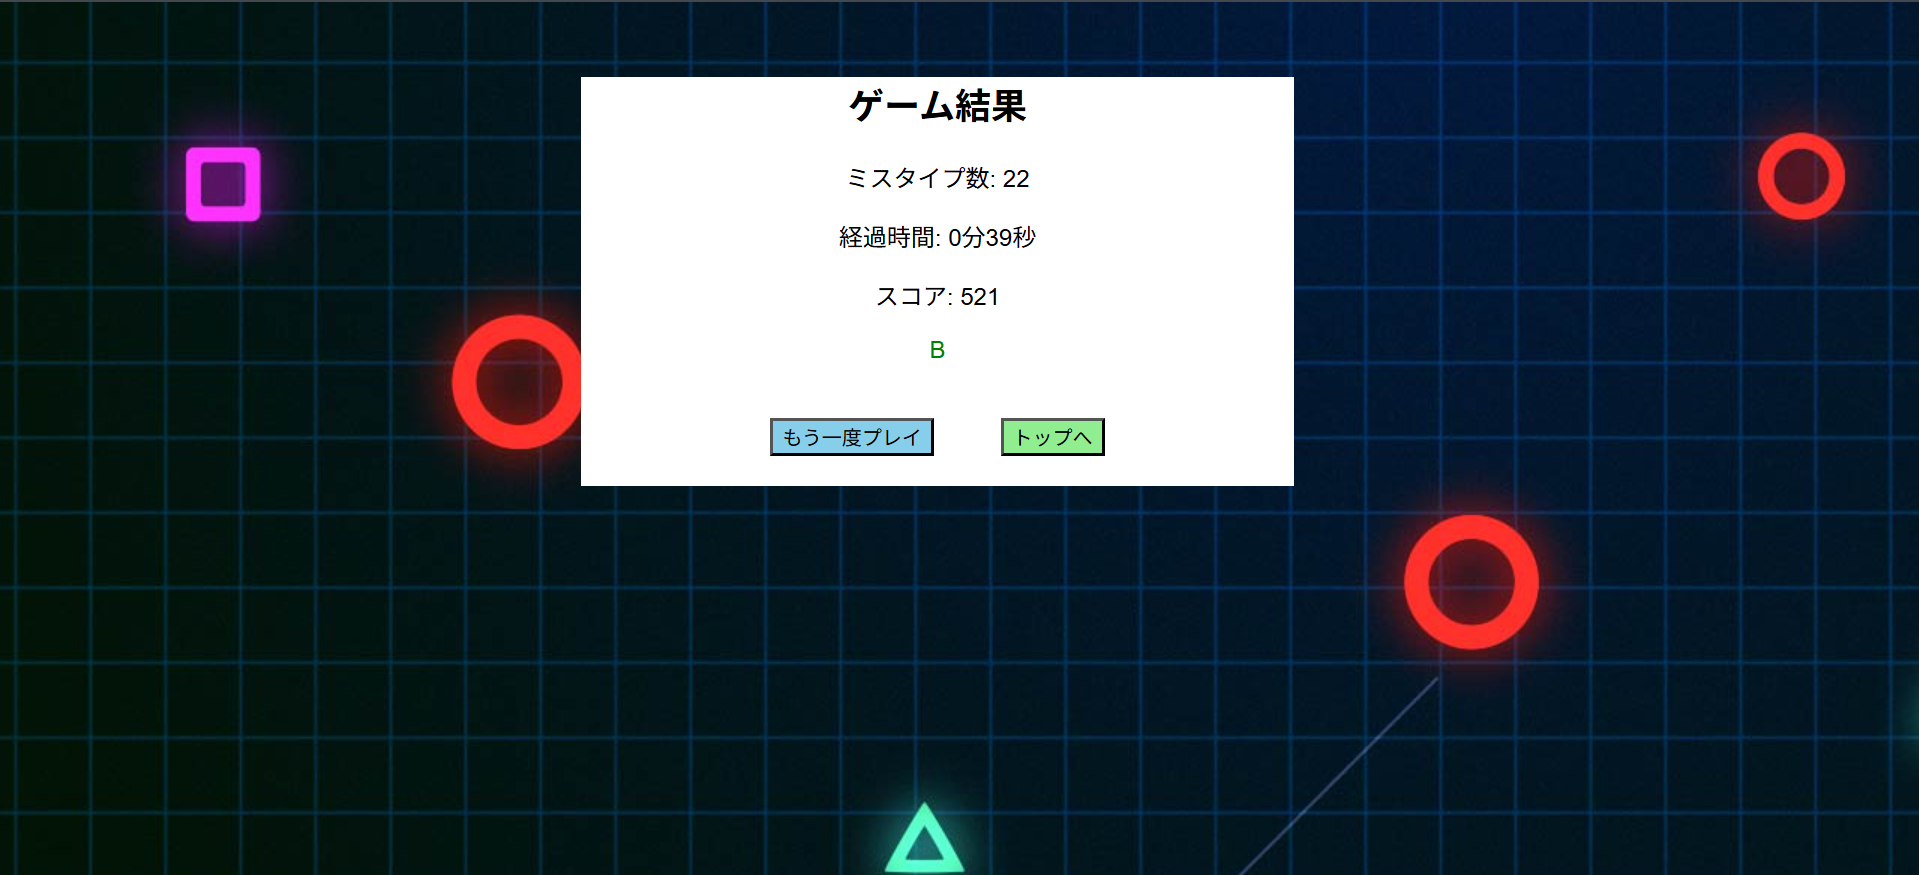 ゲーム結果
ミスタイプ数: 22
経過時間: 0分39秒
スコア: 521
B
もう一度プレイ トップへ